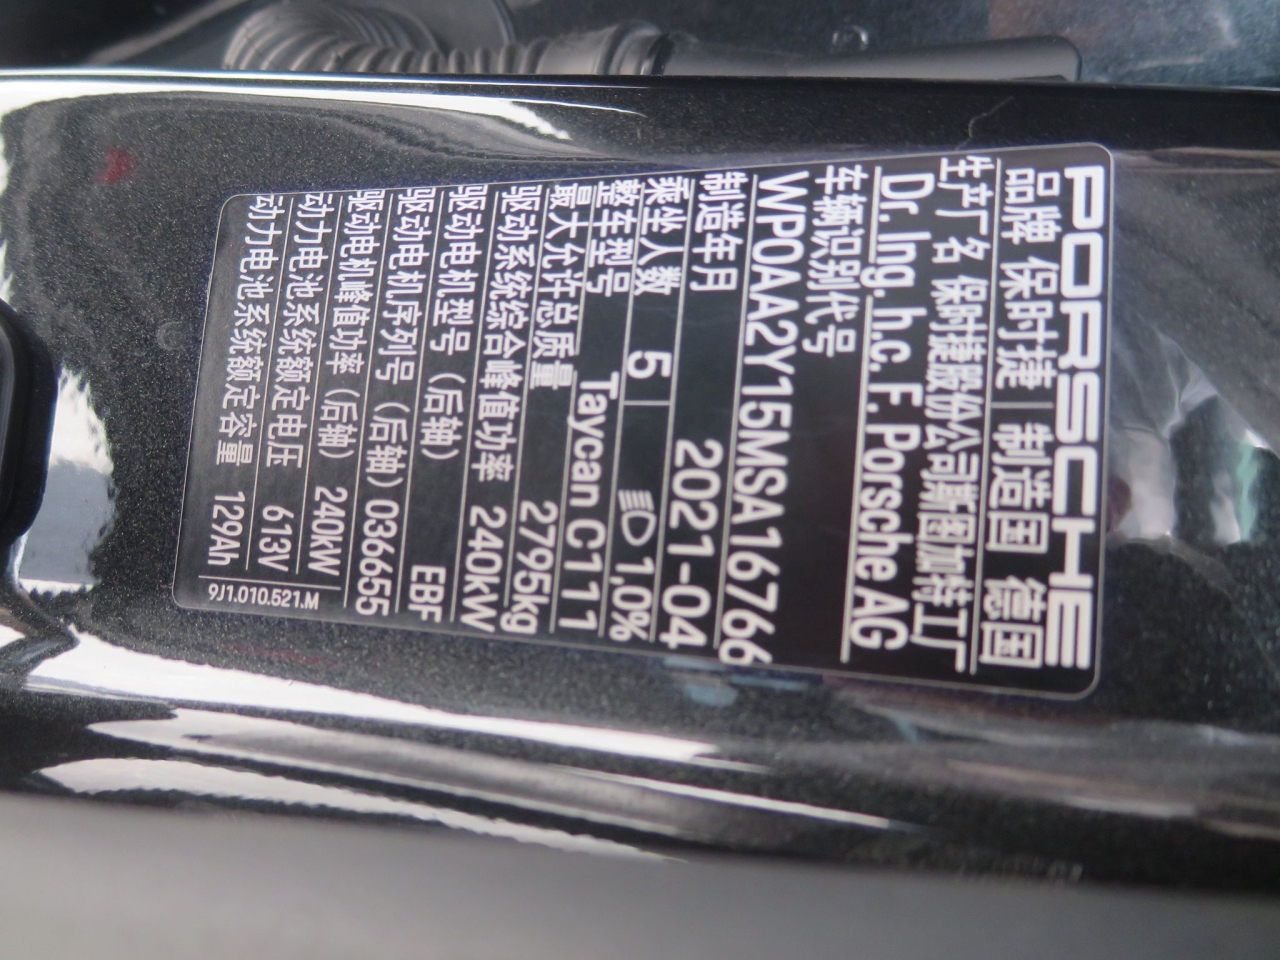 PORSCHE
品牌 保时捷 制造国 德国
生产厂名 保时捷股份公司斯图加特工厂
Dr. Ing. h.c. F. Porsche AG
车辆识别代号
WP0AA2Y15MSA16766
制造年月 2021-04
乘坐人数 5 1,0%
整车型号 Taycan C111
最大允许总质量 2795kg
驱动系统综合峰值功率 240kW
驱动电机型号（后轴） EBF
驱动电机序列号（后轴）036655
驱动电机峰值功率（后轴） 240kW
动力电池系统额定电压 613V
动力电池系统额定容量 129Ah
9J1.010.521.M